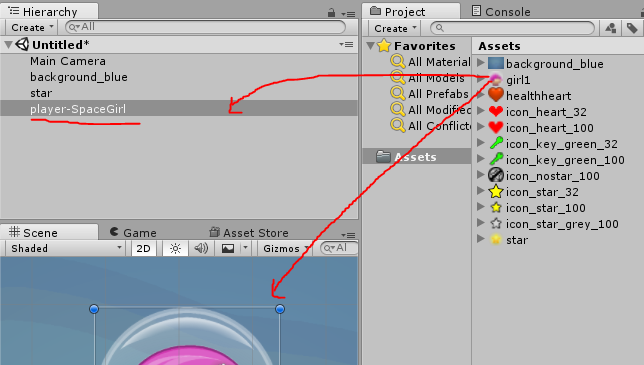 Hierarchy
Create All
Untitled*
Main Camera
background_blue
star
player-SpaceGirl
Project Console
Create
Favorites
All Material
All Models
All Prefabs
All Modified
All Conflict
Assets
Assets
background_blue
girl1
healthheart
icon_heart_32
icon_heart_100
icon_key_green_32
icon_key_green_100
icon_nostar_100
icon_star_32
icon_star_100
icon_star_grey_100
star
Scene Game Asset Store
Shaded 2D Gizmos Al